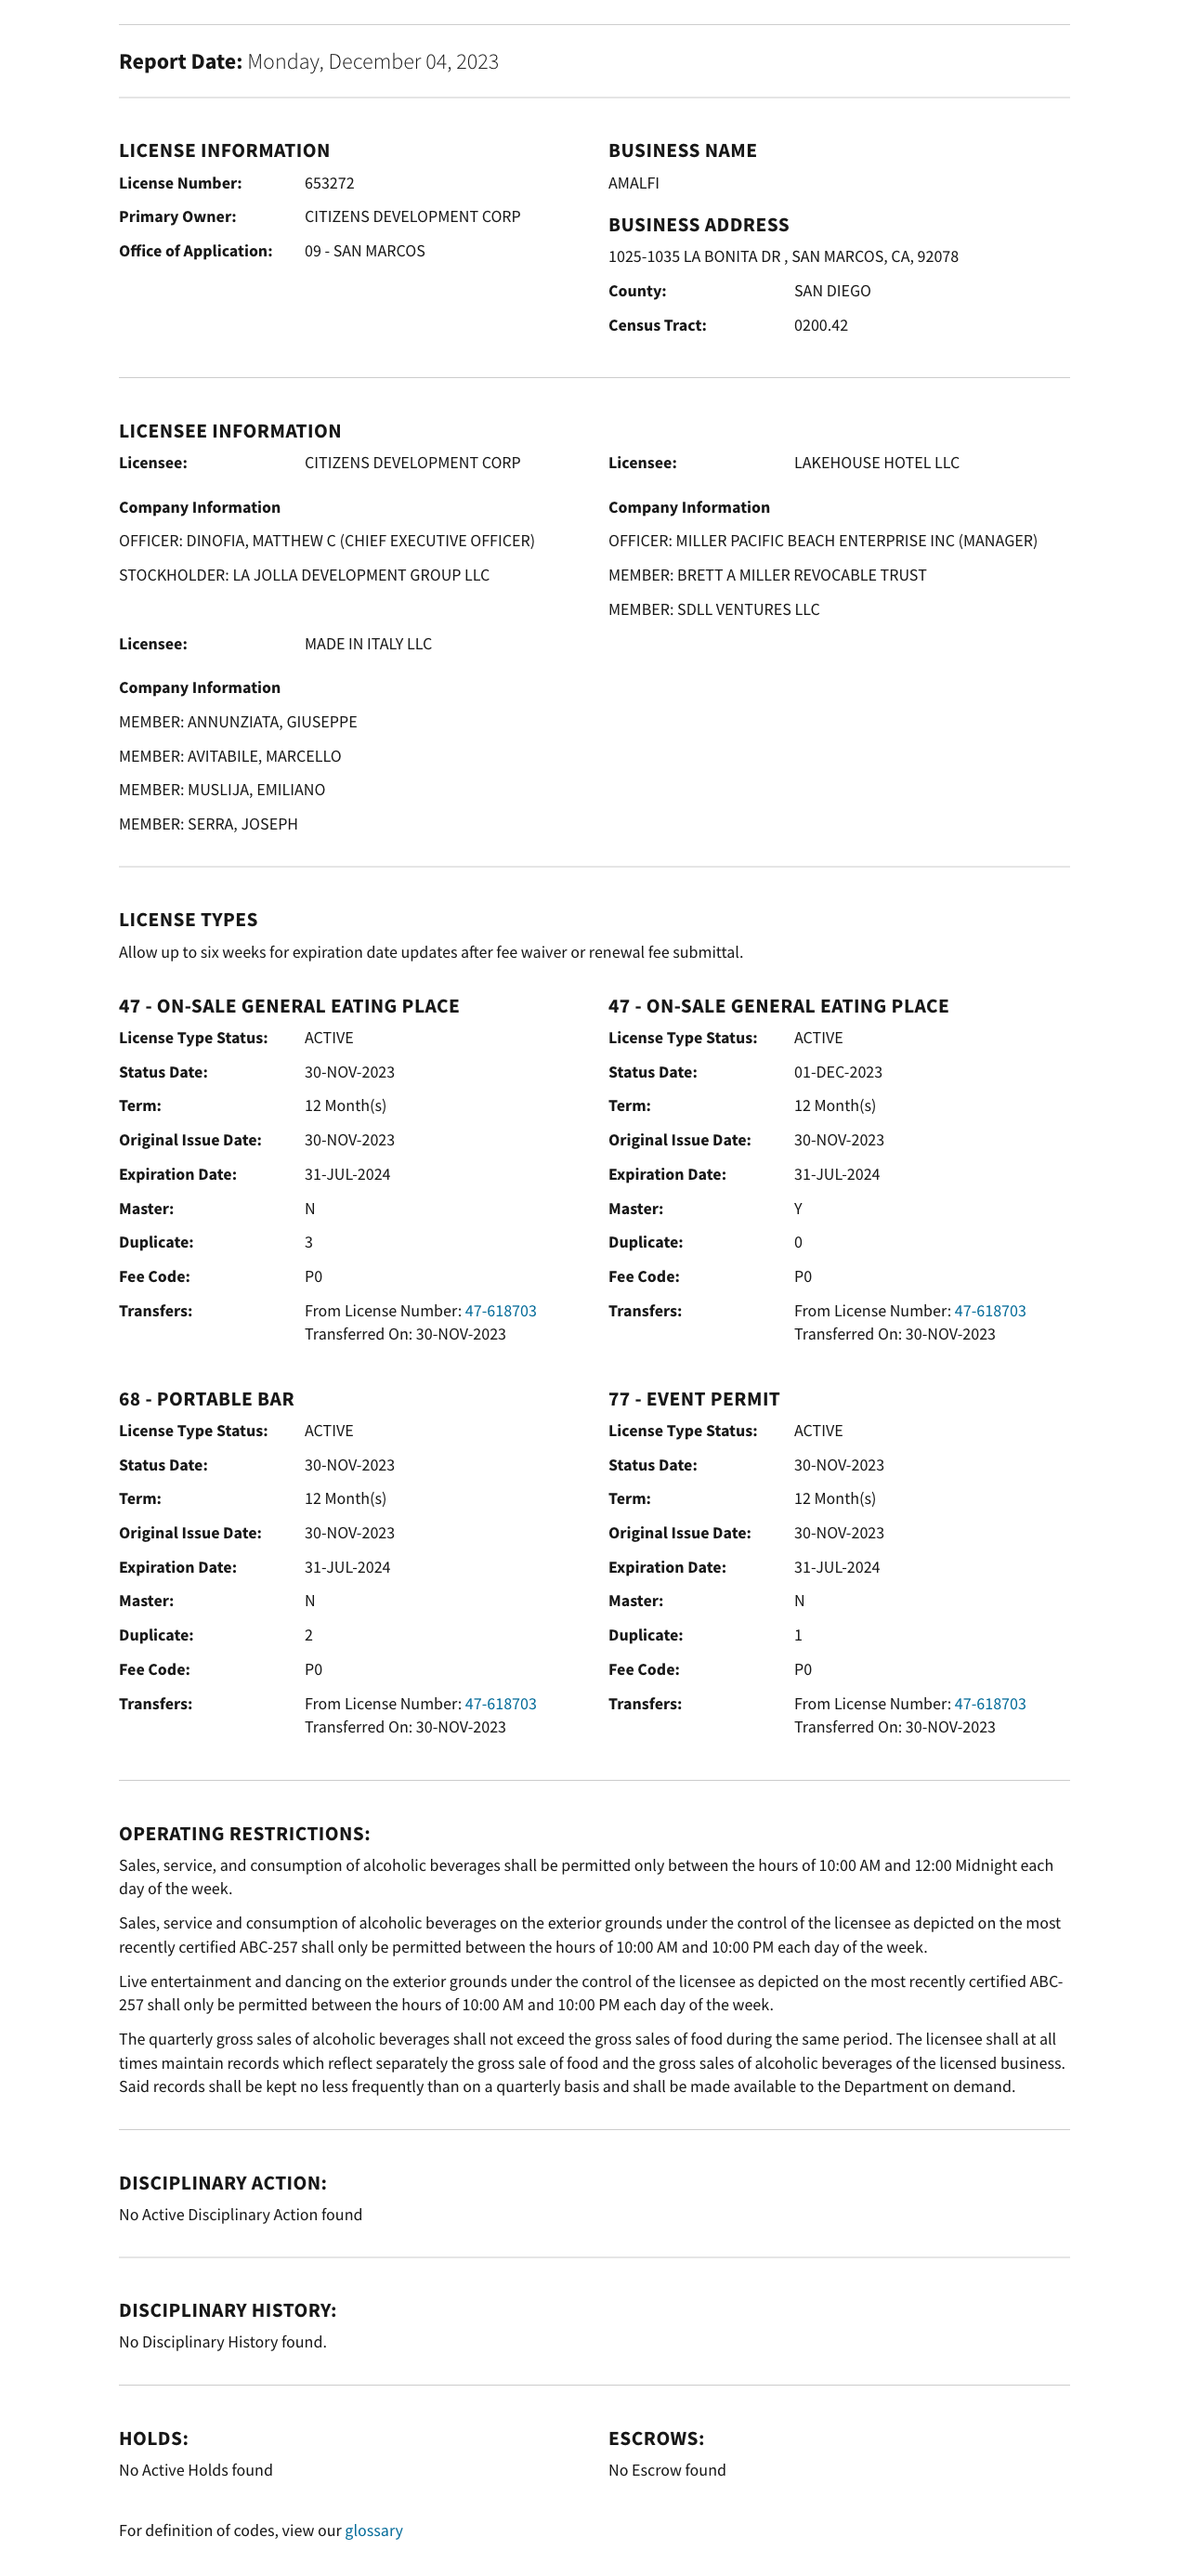 Report Date: Monday, December 04, 2023
LICENSE INFORMATION
License Number: 653272
Primary Owner: CITIZENS DEVELOPMENT CORP
Office of Application: 09 - SAN MARCOS
BUSINESS NAME
AMALFI
BUSINESS ADDRESS
1025-1035 LA BONITA DR , SAN MARCOS, CA, 92078
County: SAN DIEGO
Census Tract: 0200.42
LICENSEE INFORMATION
Licensee: CITIZENS DEVELOPMENT CORP
Company Information
OFFICER: DINOFIA, MATTHEW C (CHIEF EXECUTIVE OFFICER)
STOCKHOLDER: LA JOLLA DEVELOPMENT GROUP LLC
Licensee: LAKEHOUSE HOTEL LLC
Company Information
OFFICER: MILLER PACIFIC BEACH ENTERPRISE INC (MANAGER)
MEMBER: BRETT A MILLER REVOCABLE TRUST
MEMBER: SDLL VENTURES LLC
Licensee: MADE IN ITALY LLC
Company Information
MEMBER: ANNUNZIATA, GIUSEPPE
MEMBER: AVITABILE, MARCELLO
MEMBER: MUSLIJA, EMILIANO
MEMBER: SERRA, JOSEPH
LICENSE TYPES
Allow up to six weeks for expiration date updates after fee waiver or renewal fee submittal.
47 - ON-SALE GENERAL EATING PLACE
License Type Status: ACTIVE
Status Date: 30-NOV-2023
Term: 12 Month(s)
Original Issue Date: 30-NOV-2023
Expiration Date: 31-JUL-2024
Master: N
Duplicate: 3
Fee Code: P0
Transfers: From License Number: 47-618703
Transferred On: 30-NOV-2023
47 - ON-SALE GENERAL EATING PLACE
License Type Status: ACTIVE
Status Date: 01-DEC-2023
Term: 12 Month(s)
Original Issue Date: 30-NOV-2023
Expiration Date: 31-JUL-2024
Master: Y
Duplicate: 0
Fee Code: P0
Transfers: From License Number: 47-618703
Transferred On: 30-NOV-2023
68 - PORTABLE BAR
License Type Status: ACTIVE
Status Date: 30-NOV-2023
Term: 12 Month(s)
Original Issue Date: 30-NOV-2023
Expiration Date: 31-JUL-2024
Master: N
Duplicate: 2
Fee Code: P0
Transfers: From License Number: 47-618703
Transferred On: 30-NOV-2023
77 - EVENT PERMIT
License Type Status: ACTIVE
Status Date: 30-NOV-2023
Term: 12 Month(s)
Original Issue Date: 30-NOV-2023
Expiration Date: 31-JUL-2024
Master: N
Duplicate: 1
Fee Code: P0
Transfers: From License Number: 47-618703
Transferred On: 30-NOV-2023
OPERATING RESTRICTIONS:
Sales, service, and consumption of alcoholic beverages shall be permitted only between the hours of 10:00 AM and 12:00 Midnight each
day of the week.
Sales, service and consumption of alcoholic beverages on the exterior grounds under the control of the licensee as depicted on the most
recently certified ABC-257 shall only be permitted between the hours of 10:00 AM and 10:00 PM each day of the week.
Live entertainment and dancing on the exterior grounds under the control of the licensee as depicted on the most recently certified ABC-
257 shall only be permitted between the hours of 10:00 AM and 10:00 PM each day of the week.
The quarterly gross sales of alcoholic beverages shall not exceed the gross sales of food during the same period. The licensee shall at all
times maintain records which reflect separately the gross sale of food and the gross sales of alcoholic beverages of the licensed business.
Said records shall be kept no less frequently than on a quarterly basis and shall be made available to the Department on demand.
DISCIPLINARY ACTION:
No Active Disciplinary Action found
DISCIPLINARY HISTORY:
No Disciplinary History found.
HOLDS:
No Active Holds found
ESCROWS:
No Escrow found
For definition of codes, view our glossary